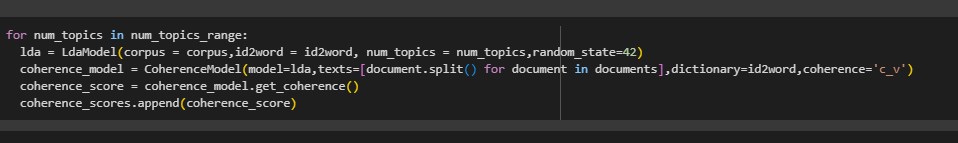 for num_topics in num_topics_range:
  lda = LdaModel(corpus = corpus,id2word = id2word, num_topics = num_topics,random_state=42)
  coherence_model = CoherenceModel(model=lda,texts=[document.split() for document in documents],dictionary=id2word,coherence='c_v')
  coherence_score = coherence_model.get_coherence()
  coherence_scores.append(coherence_score)